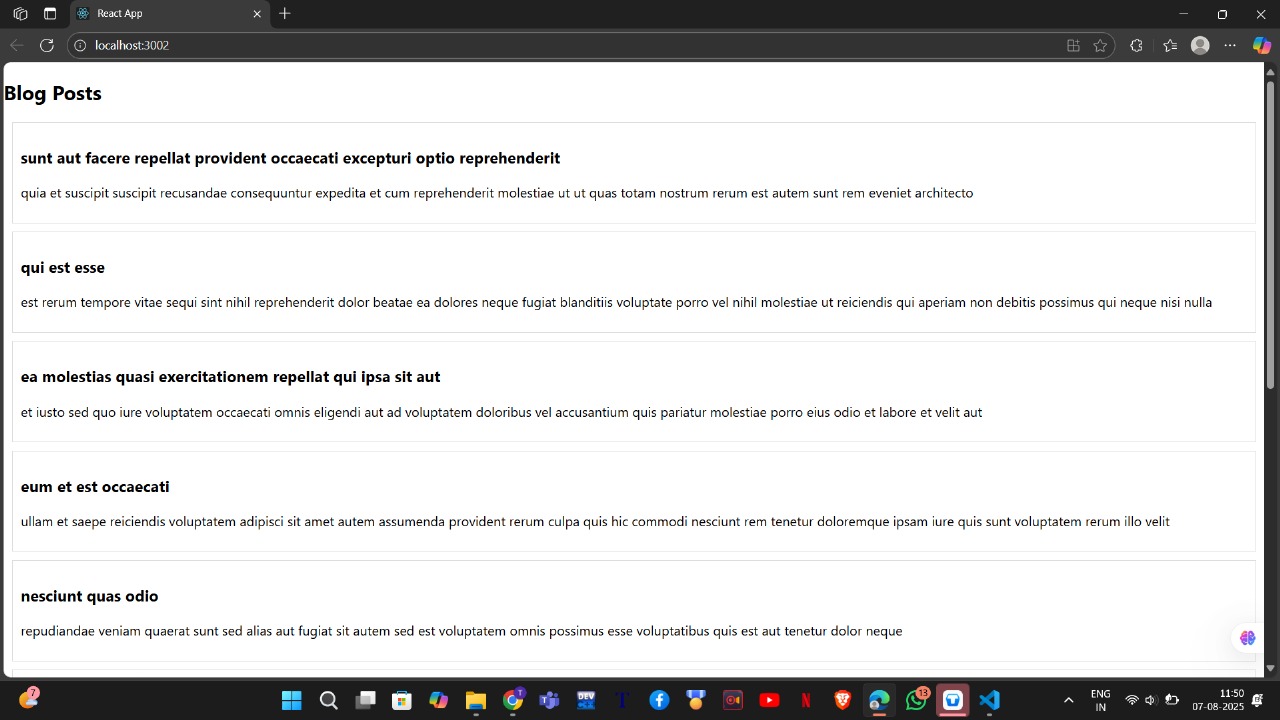 React App
localhost:3002
Blog Posts
sunt aut facere repellat provident occaecati excepturi optio reprehenderit
quia et suscipit suscipit recusandae consequuntur expedita et cum reprehenderit molestiae ut ut quas totam nostrum rerum est autem sunt rem eveniet architecto
qui est esse
est rerum tempore vitae sequi sint nihil reprehenderit dolor beatae ea dolores neque fugiat blanditiis voluptate porro vel nihil molestiae ut reiciendis qui aperiam non debitis possimus qui neque nisi nulla
ea molestias quasi exercitationem repellat qui ipsa sit aut
et iusto sed quo iure voluptatem occaecati omnis eligendi aut ad voluptatem doloribus vel accusantium quis pariatur molestiae porro eius odio et labore et velit aut
eum et est occaecati
ullam et saepe reiciendis voluptatem adipisci sit amet autem assumenda provident rerum culpa quis hic commodi nesciunt rem tenetur doloremque ipsam iure quis sunt voluptatem rerum illo velit
nesciunt quas odio
repudiandae veniam quaerat sunt sed alias aut fugiat sit autem sed est voluptatem omnis possimus esse voluptatibus quis est aut tenetur dolor neque
7
T
DEV
T
N
13
ENG
IN
11:50
07-08-2025